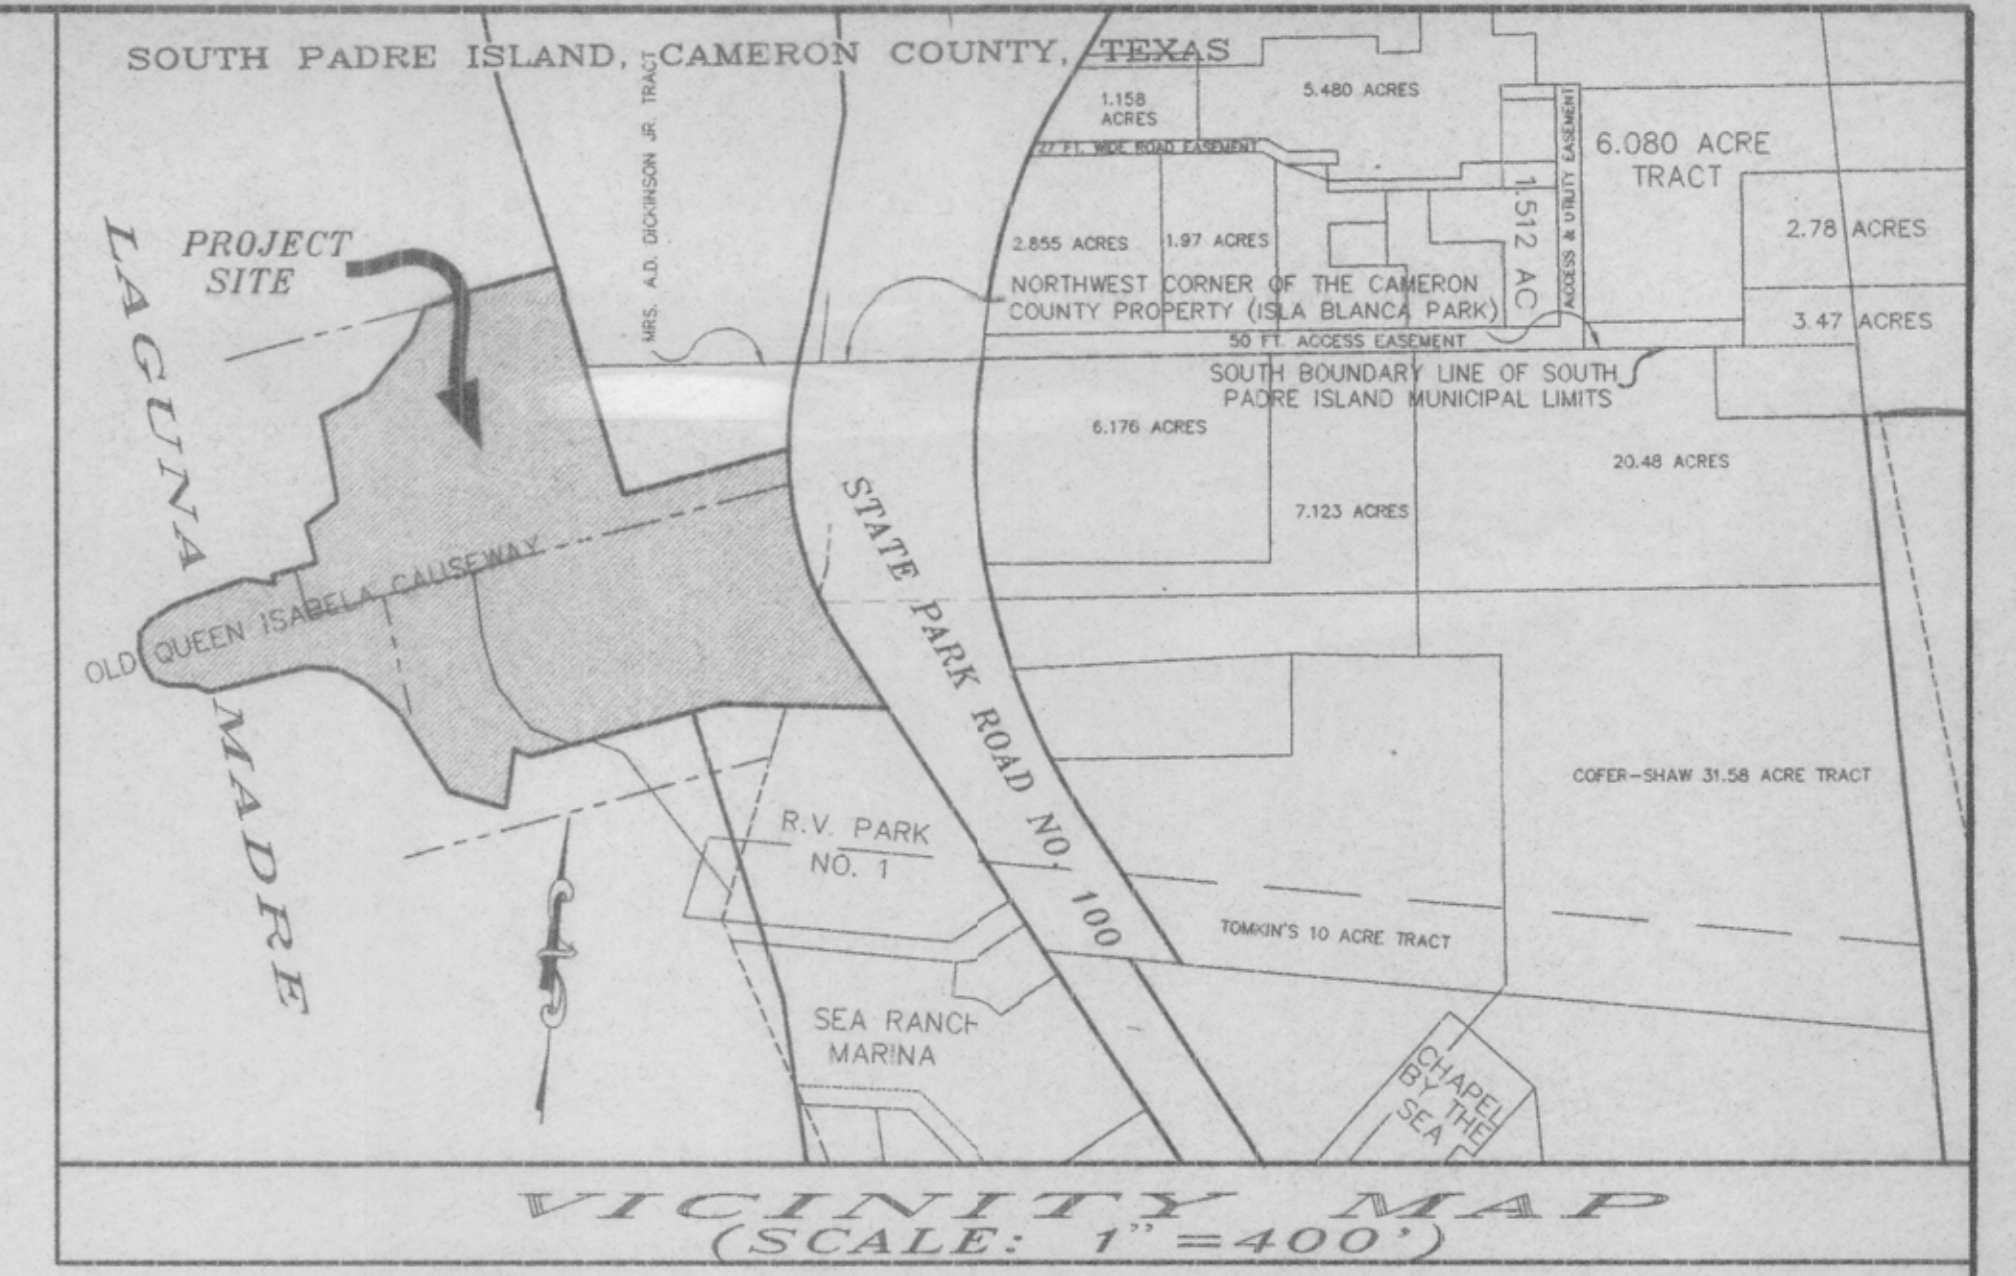 SOUTH PADRE ISLAND, CAMERON COUNTY, TEXAS
MRS. A.D. DICKINSON JR. TRACT
1.158
ACRES
5.480 ACRES
27 FT. WIDE ROAD EASEMENT
ACCESS & UTILITY EASEMENT
6.080 ACRE
TRACT
1.512 AC
2.855 ACRES
1.97 ACRES
2.78 ACRES
3.47 ACRES
PROJECT
SITE
NORTHWEST CORNER OF THE CAMERON
COUNTY PROPERTY (ISLA BLANCA PARK)
50 FT. ACCESS EASEMENT
SOUTH BOUNDARY LINE OF SOUTH
PADRE ISLAND MUNICIPAL LIMITS
6.176 ACRES
20.48 ACRES
7.123 ACRES
LAGUNA
MADRE
OLD QUEEN ISABELA CAUSEWAY
STATE PARK ROAD NO. 100
COFER-SHAW 31.58 ACRE TRACT
R.V. PARK
NO. 1
TOMKIN'S 10 ACRE TRACT
SEA RANCH
MARINA
CHAPEL
BY THE
SEA
VICINITY MAP
(SCALE: 1"=400')